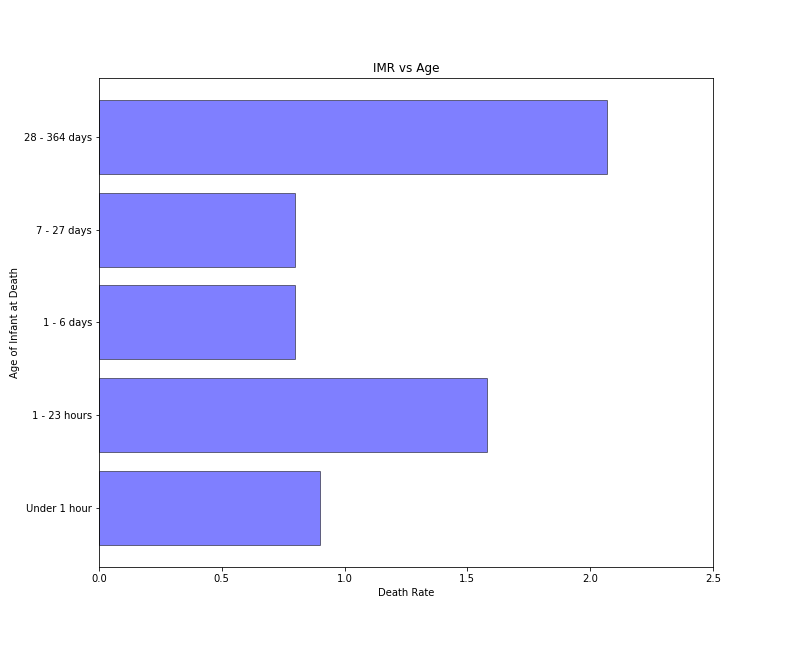 IMR vs Age
28 - 364 days
7 - 27 days
1 - 6 days
1 - 23 hours
Under 1 hour
Age of Infant at Death
0.0 0.5 1.0 1.5 2.0 2.5
Death Rate